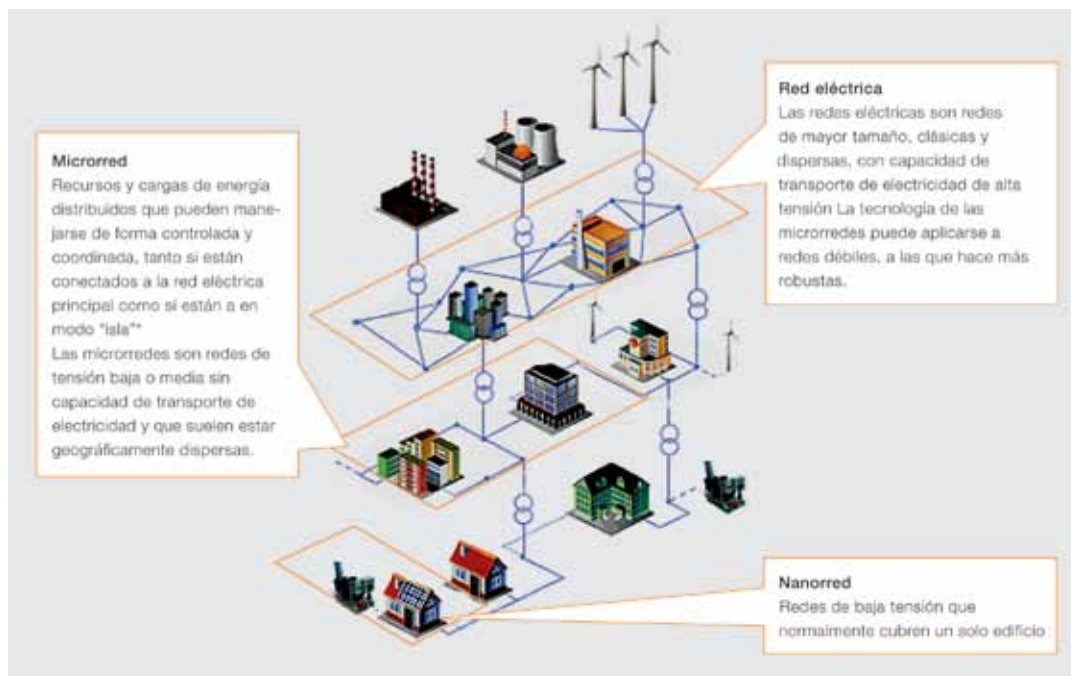 Microrred
Recursos y cargas de energía
distribuidos que pueden mane-
jarse de forma controlada y
coordinada, tanto si están
conectados a la red eléctrica
principal como si están a en
modo "isla"*
Las microrredes son redes de
tensión baja o media sin
capacidad de transporte de
electricidad y que suelen estar
geográficamente dispersas.
Red eléctrica
Las redes eléctricas son redes
de mayor tamaño, clásicas y
dispersas, con capacidad de
transporte de electricidad de alta
tensión La tecnología de las
microrredes puede aplicarse a
redes débiles, a las que hace más
robustas.
Nanorred
Redes de baja tensión que
normalmente cubren un solo edificio